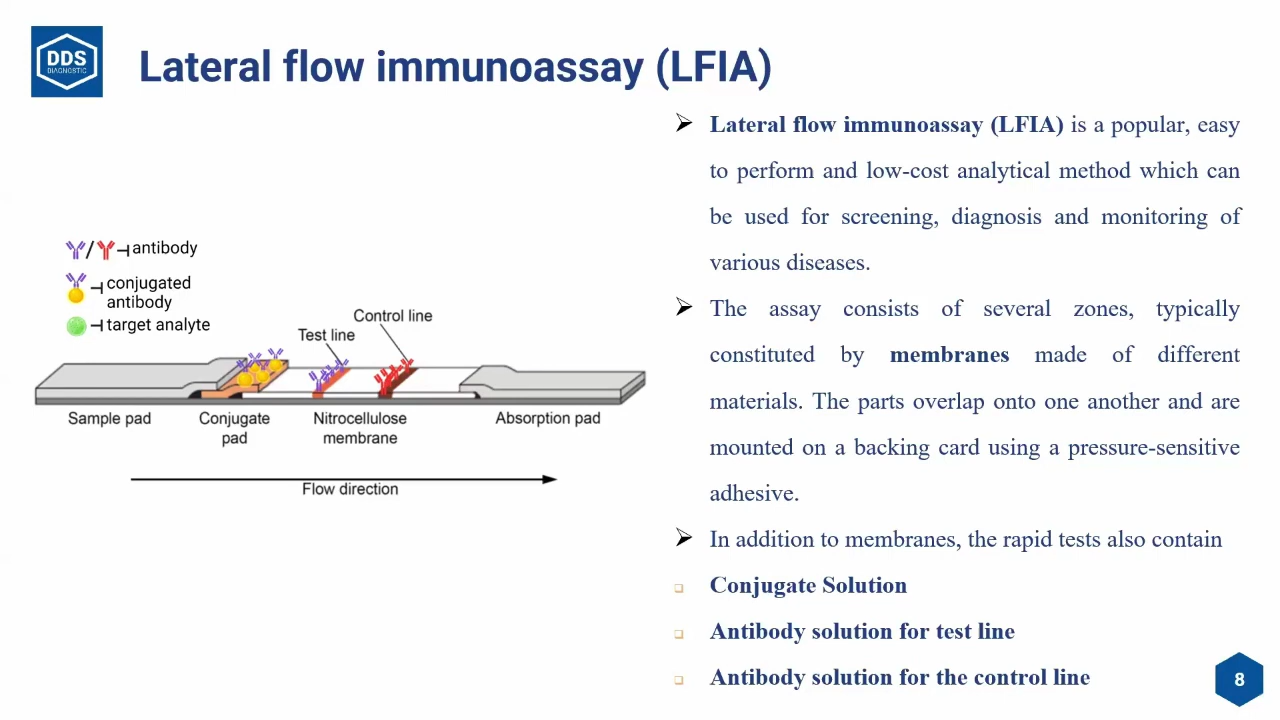 DDS
DIAGNOSTIC
Lateral flow immunoassay (LFIA)
Lateral flow immunoassay (LFIA) is a popular, easy
to perform and low-cost analytical method which can
be used for screening, diagnosis and monitoring of
various diseases.
The assay consists of several zones, typically
constituted by membranes made of different
materials. The parts overlap onto one another and are
mounted on a backing card using a pressure-sensitive
adhesive.
In addition to membranes, the rapid tests also contain
Conjugate Solution
Antibody solution for test line
Antibody solution for the control line
antibody
conjugated
antibody
target analyte
Control line
Test line
Sample pad
Conjugate
pad
Nitrocellulose
membrane
Absorption pad
Flow direction
8